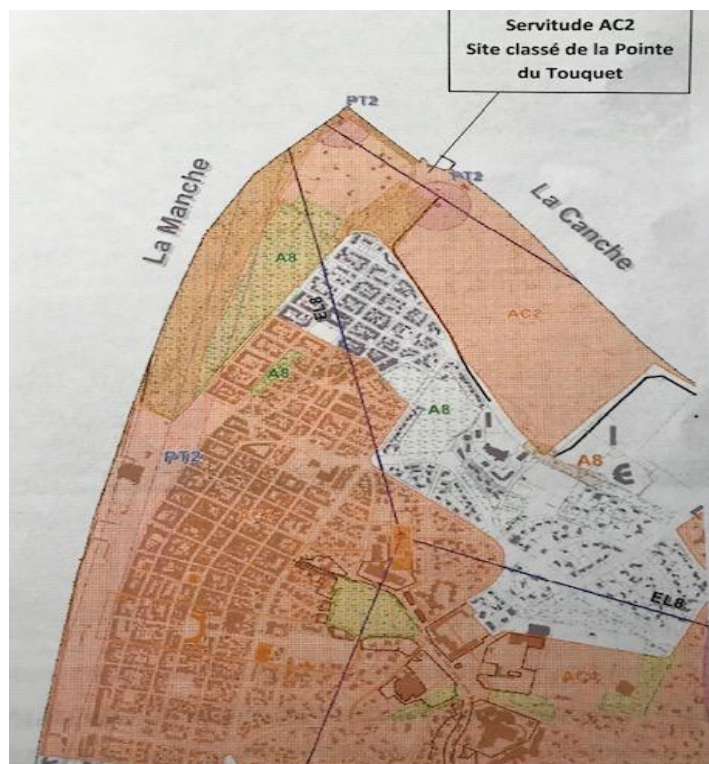 Servitude AC2
Site classé de la Pointe
du Touquet
PT2
PT2
La Manche
La Canche
A8
EL8
AC2
A8
A8
PT2
A8
EL8